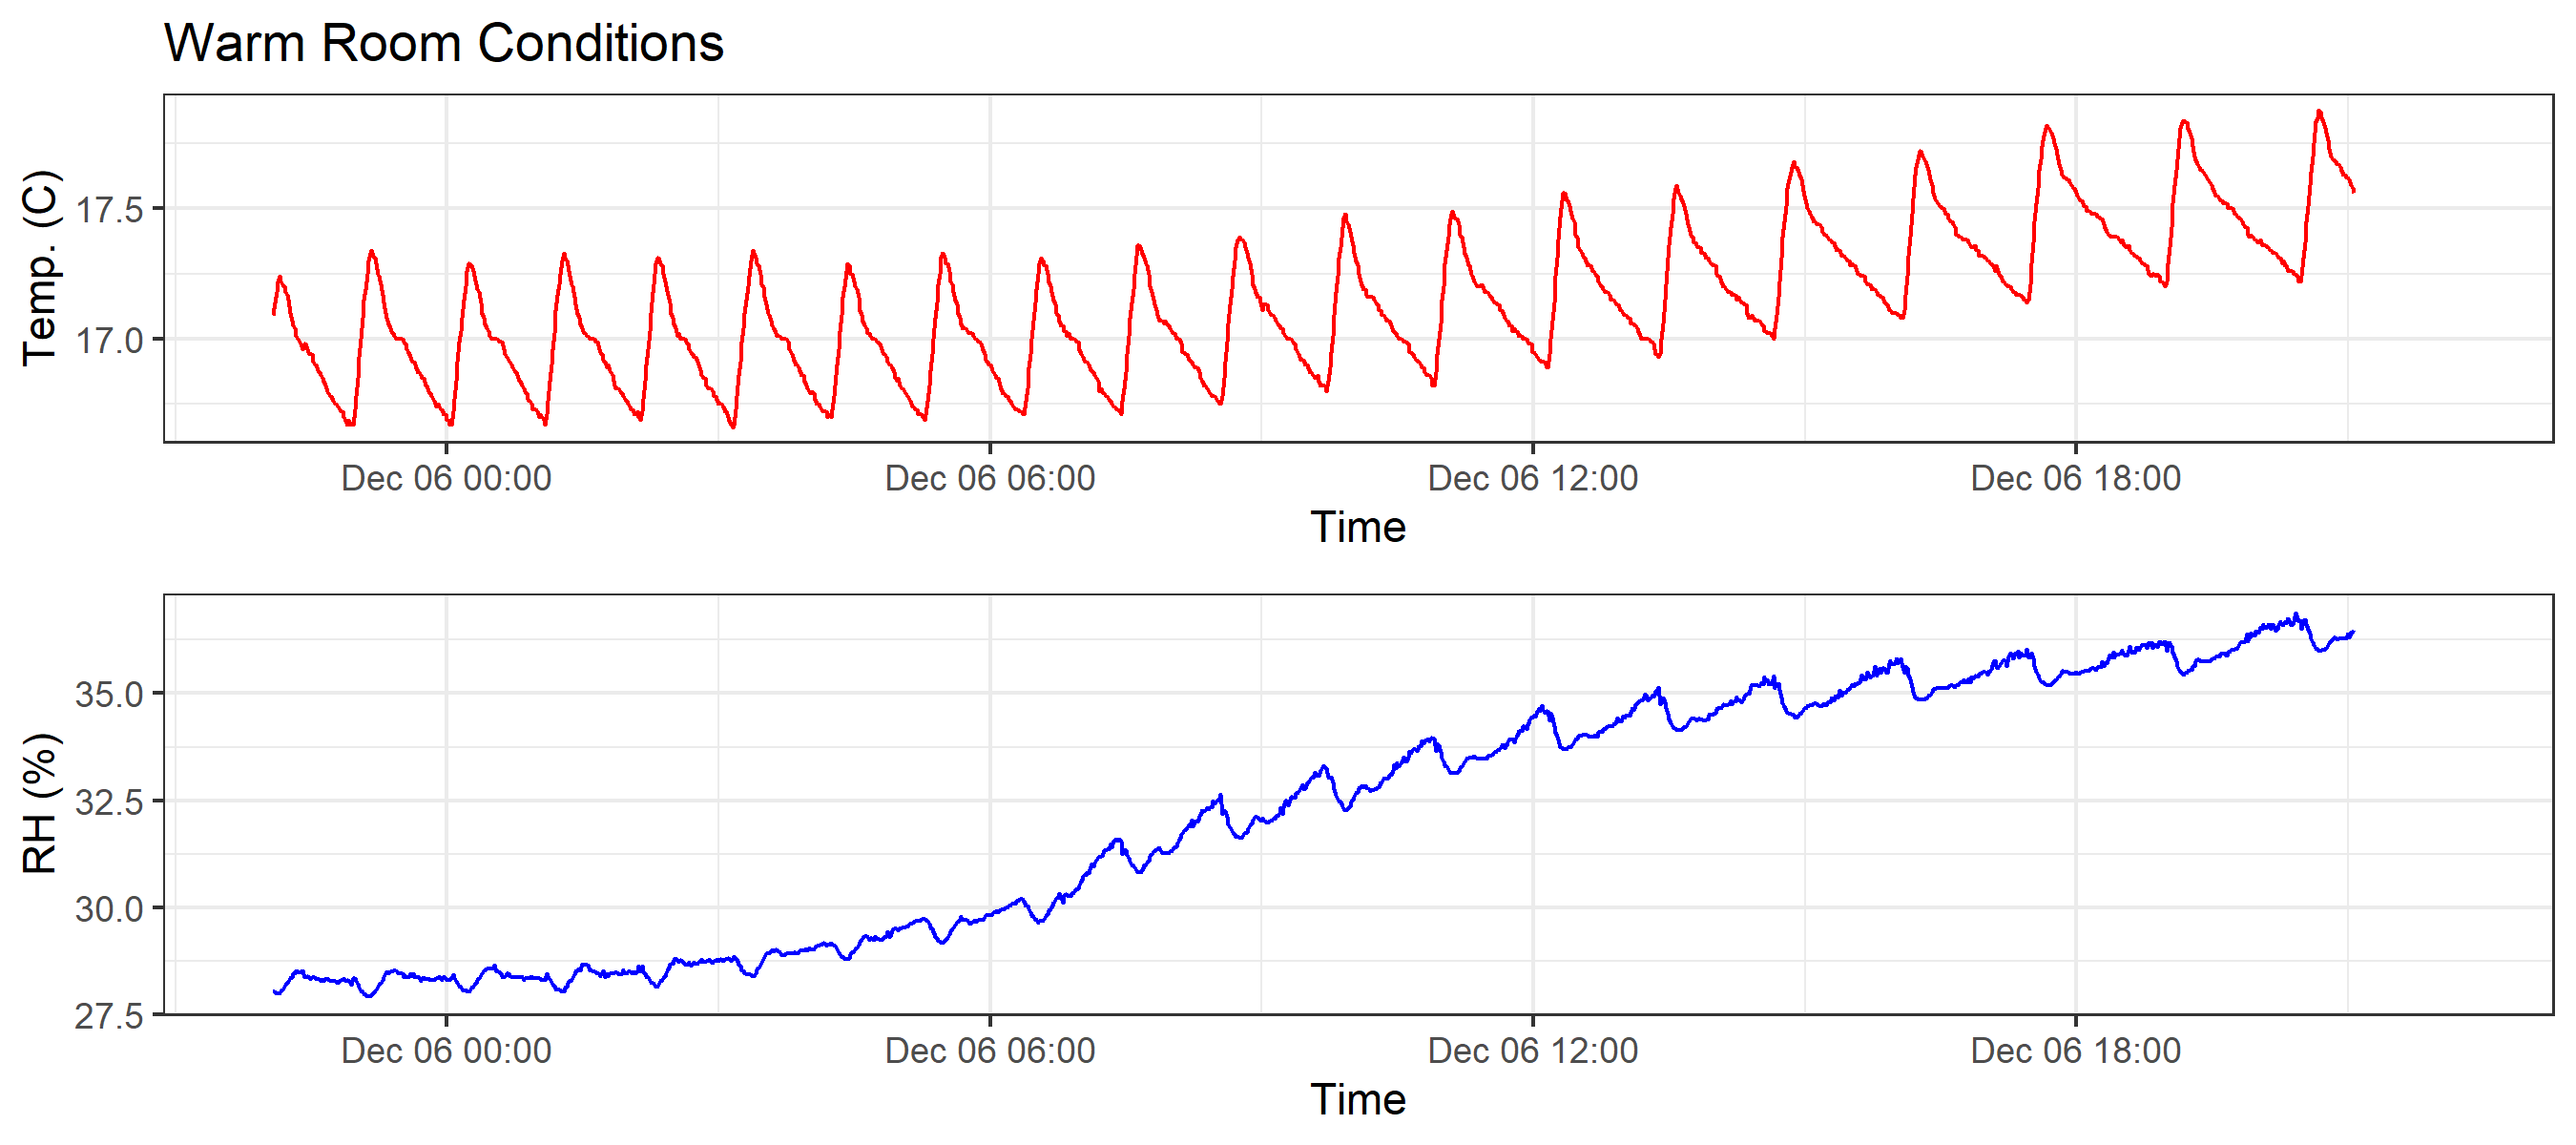 Warm Room Conditions
Temp. (C)
17.5
17.0
Dec 06 00:00 Dec 06 06:00 Dec 06 12:00 Dec 06 18:00
Time
RH (%)
35.0
32.5
30.0
27.5
Dec 06 00:00 Dec 06 06:00 Dec 06 12:00 Dec 06 18:00
Time